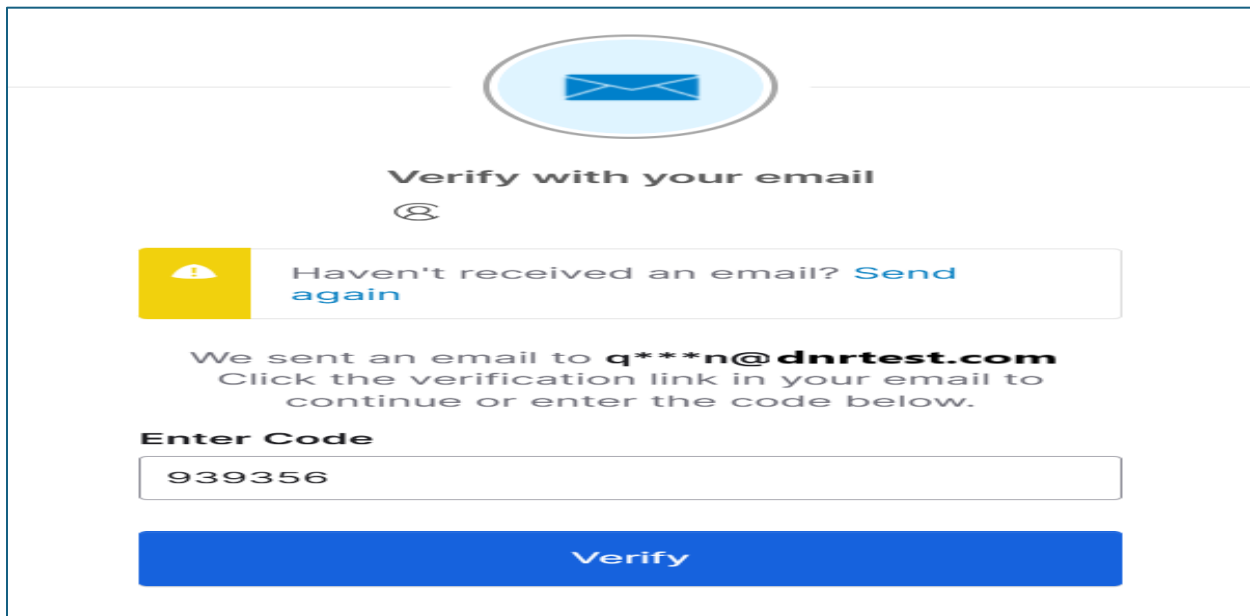 Verify with your email
Haven't received an email? Send
again
We sent an email to q***n@dnrtest.com
Click the verification link in your email to
continue or enter the code below.
Enter Code
939356
Verify